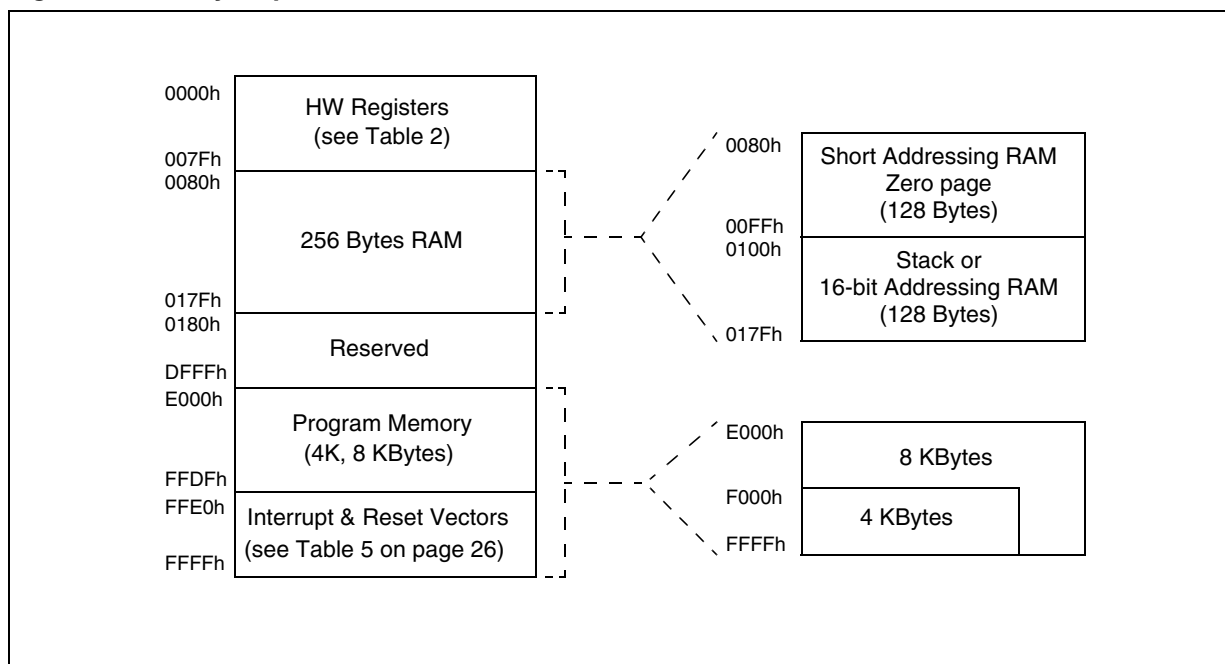 0000h
HW Registers
(see Table 2)
007Fh
0080h
256 Bytes RAM
017Fh
0180h
Reserved
DFFFh
E000h
Program Memory
(4K, 8 KBytes)
FFDFh
FFE0h
Interrupt & Reset Vectors
(see Table 5 on page 26)
FFFFh
0080h
Short Addressing RAM
Zero page
(128 Bytes)
00FFh
0100h
Stack or
16-bit Addressing RAM
(128 Bytes)
017Fh
E000h
8 KBytes
F000h
4 KBytes
FFFFh